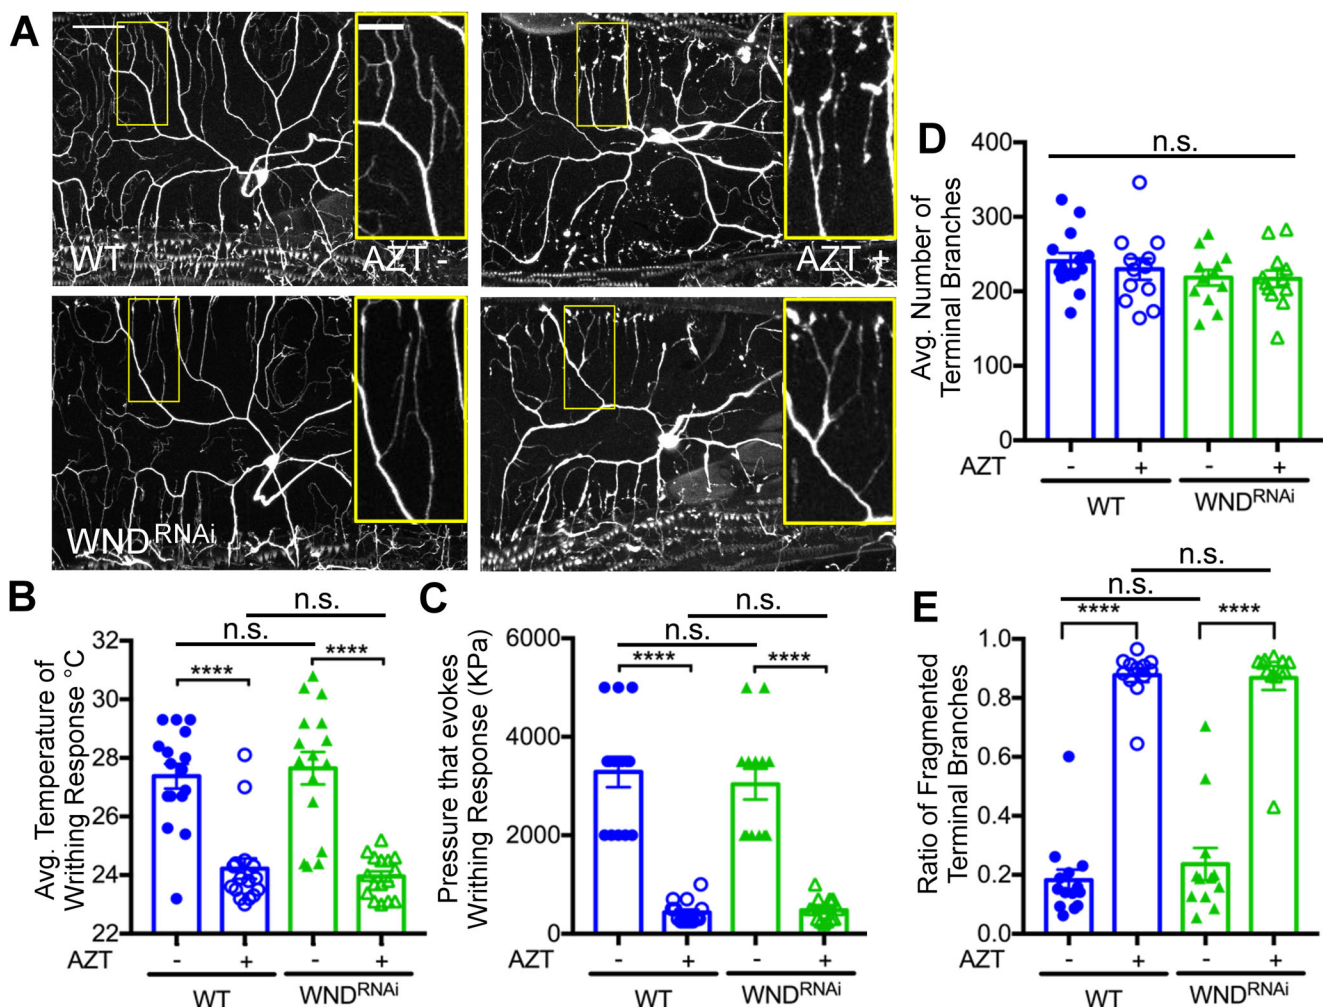 A
WT
AZT -
AZT +
WND RNAi
B
Avg. Temperature of
Writhing Response °C
32
30
28
26
24
22
n.s.
n.s.
****
****
AZT
- + - +
WT WND RNAi
C
Pressure that evokes
Writhing Response (KPa)
6000
4000
2000
0
n.s.
n.s.
****
****
AZT
- + - +
WT WND RNAi
D
Avg. Number of
Terminal Branches
400
300
200
100
0
n.s.
AZT
- + - +
WT WND RNAi
E
Ratio of Fragmented
Terminal Branches
1.0
0.8
0.6
0.4
0.2
0.0
n.s.
n.s.
****
****
AZT
- + - +
WT WND RNAi